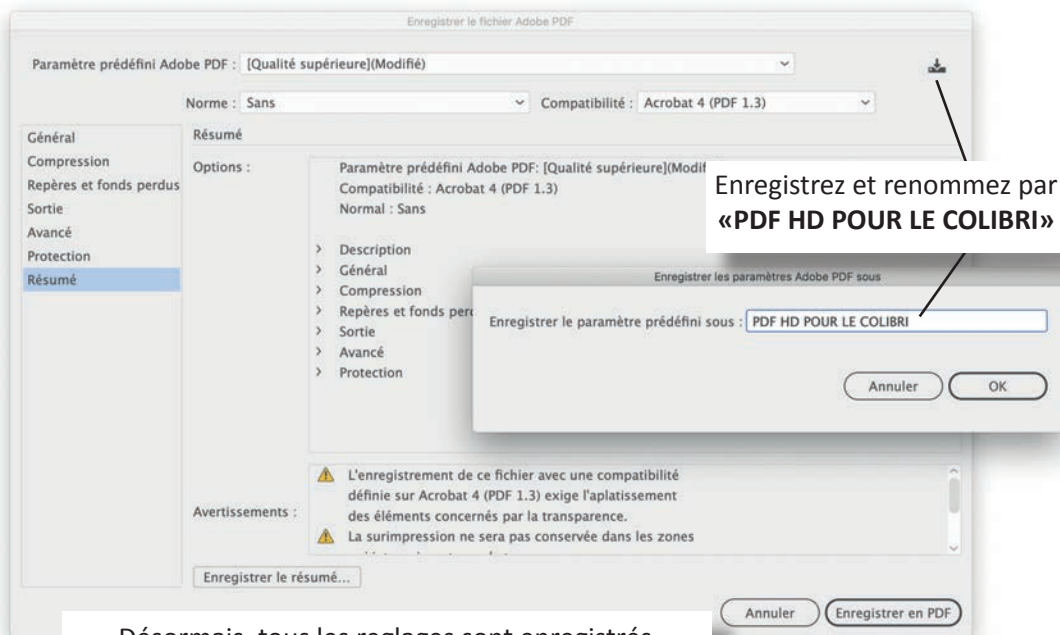 Enregistrer le fichier Adobe PDF
Paramètre prédéfini Adobe PDF : [Qualité supérieure](Modifié)
Norme : Sans Compatibilité : Acrobat 4 (PDF 1.3)
Général
Compression
Repères et fonds perdus
Sortie
Avancé
Protection
Résumé
Résumé
Options :
Paramètre prédéfini Adobe PDF: [Qualité supérieure](Modif
Compatibilité : Acrobat 4 (PDF 1.3)
Normal : Sans
Description
Général
Compression
Repères et fonds perd
Sortie
Avancé
Protection
Enregistrez et renommez par
«PDF HD POUR LE COLIBRI»
Enregistrer les paramètres Adobe PDF sous
Enregistrer le paramètre prédéfini sous : PDF HD POUR LE COLIBRI
Annuler OK
Avertissements :
L'enregistrement de ce fichier avec une compatibilité
définie sur Acrobat 4 (PDF 1.3) exige l'aplatissement
des éléments concernés par la transparence.
La surimpression ne sera pas conservée dans les zones
Enregistrer le résumé...
Annuler Enregistrer en PDF
Désormais, tous les reglages sont enregistrés